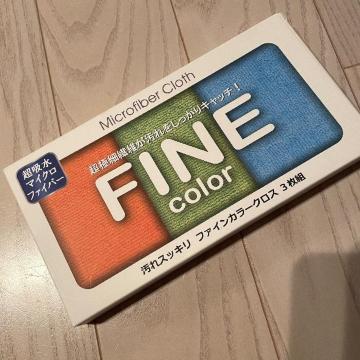 Microfiber Cloth
超吸水
マイクロ
ファイバー
超極細繊維が汚れをしっかりキャッチ!
FINE
color
汚れスッキリ ファインカラークロス 3枚組